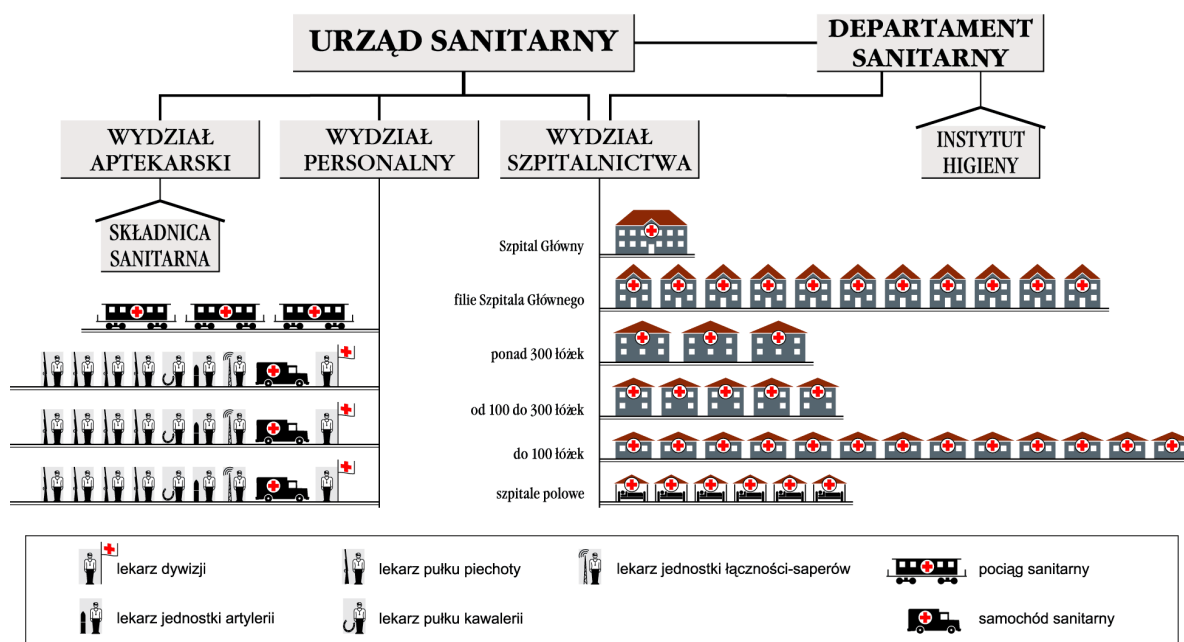 URZĄD SANITARNY
DEPARTAMENT
SANITARNY
WYDZIAŁ
APTEKARSKI
WYDZIAŁ
PERSONALNY
WYDZIAŁ
SZPITALNICTWA
INSTYTUT
HIGIENY
SKŁADNICA
SANITARNA
Szpital Główny
filie Szpitala Głównego
ponad 300 łóżek
od 100 do 300 łóżek
do 100 łóżek
szpitale polowe
lekarz dywizji
lekarz pułku piechoty
lekarz jednostki łączności-saperów
pociąg sanitarny
lekarz jednostki artylerii
lekarz pułku kawalerii
samochód sanitarny